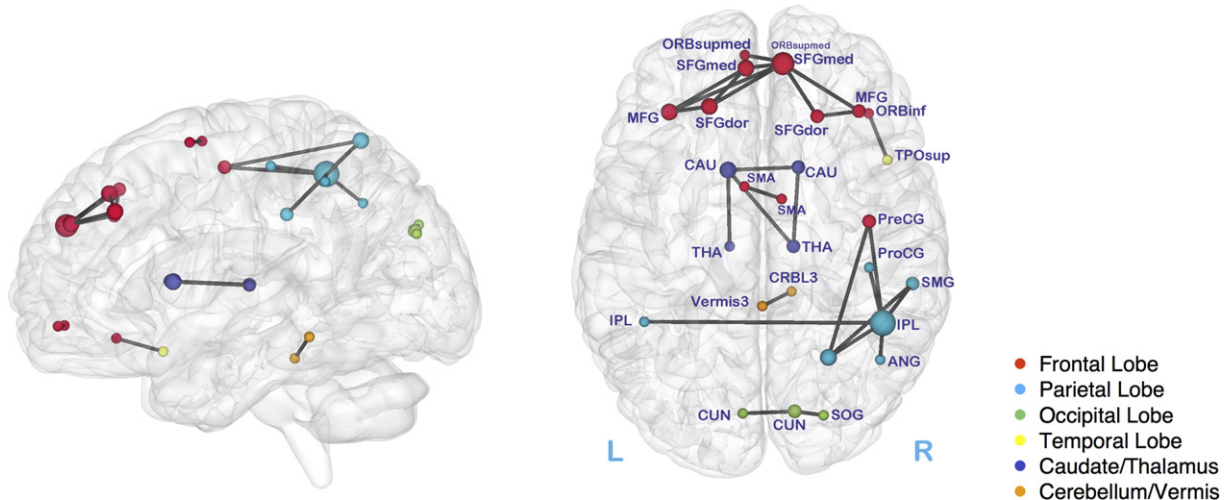 ORBsupmed
ORBsupmed
SFGmed
SFGmed
MFG
SFGdor
SFGdor
MFG
ORBinf
TPOsup
CAU
CAU
SMA
SMA
THA
THA
PreCG
ProCG
SMG
CRBL3
Vermis3
IPL
IPL
ANG
CUN
CUN
SOG
L
R
Frontal Lobe
Parietal Lobe
Occipital Lobe
Temporal Lobe
Caudate/Thalamus
Cerebellum/Vermis